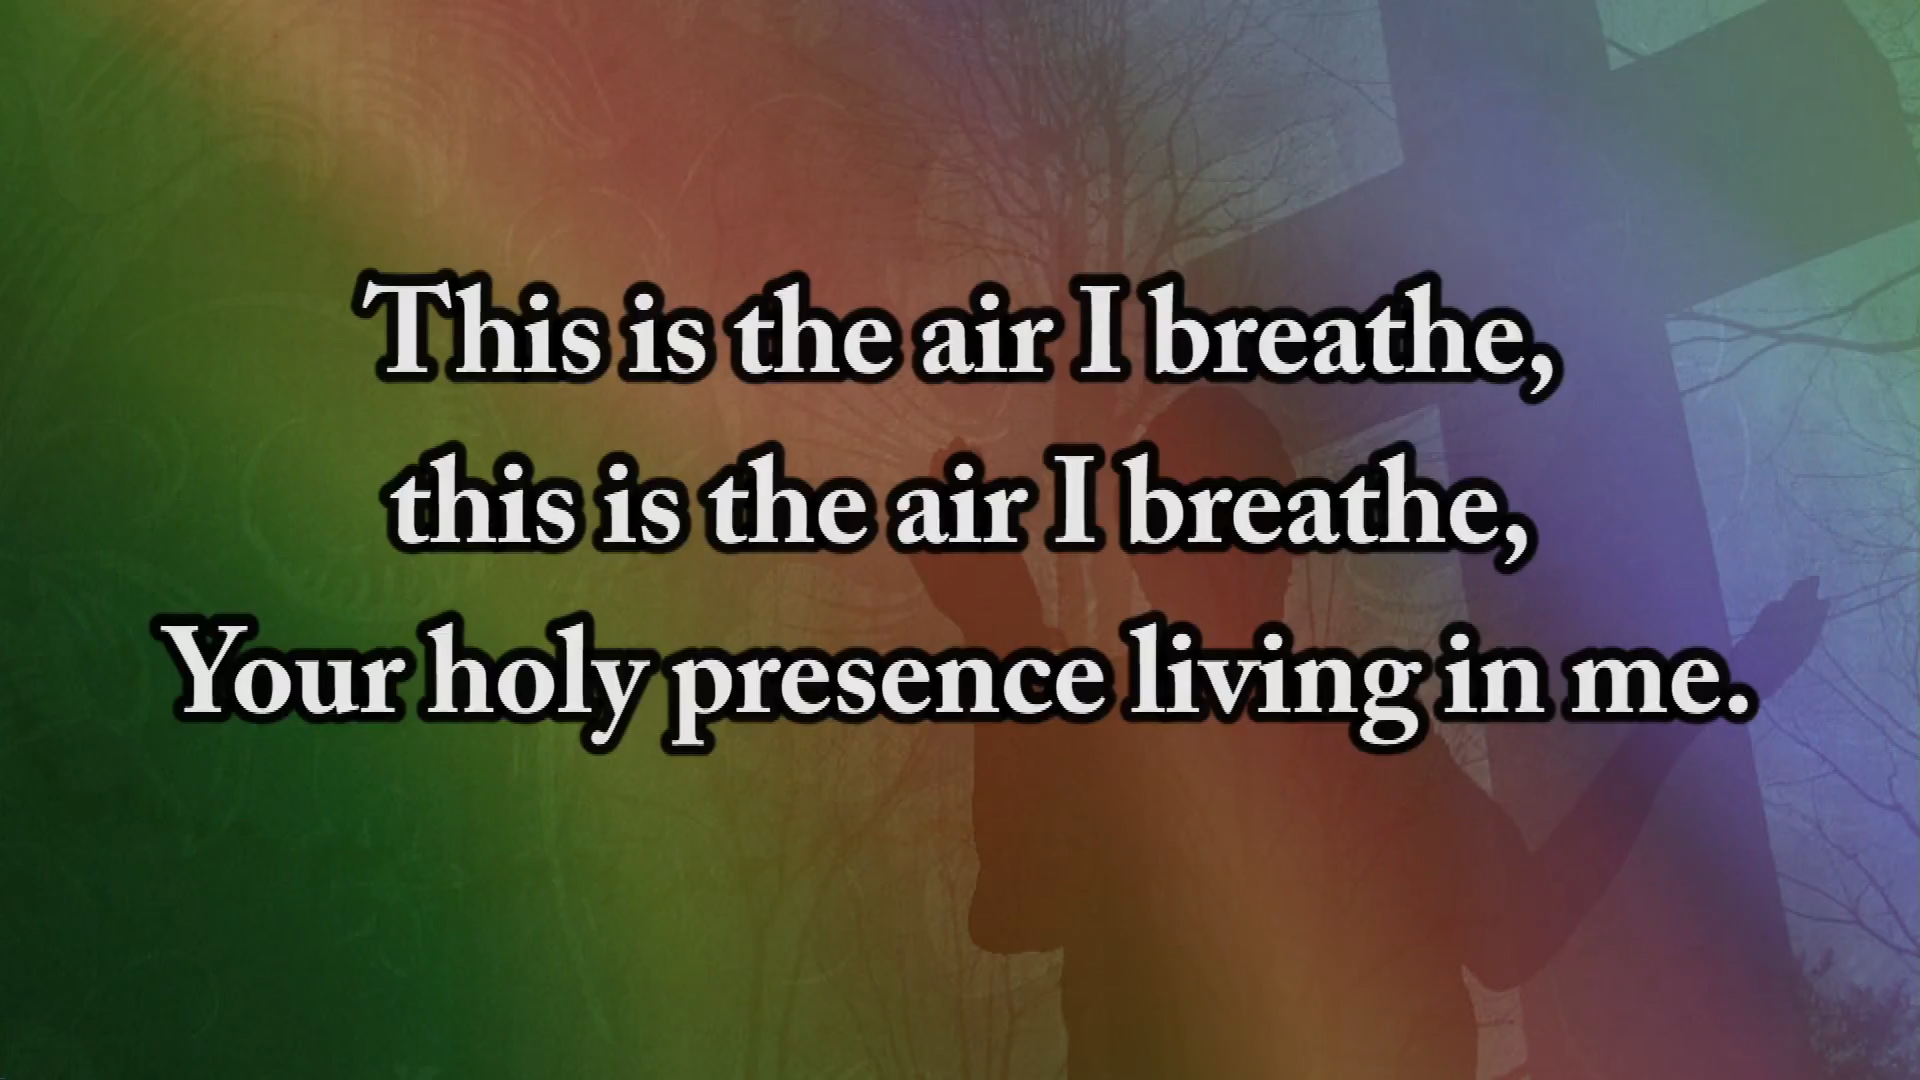 This is the air I breathe,
this is the air I breathe,
Your holy presence living in me.